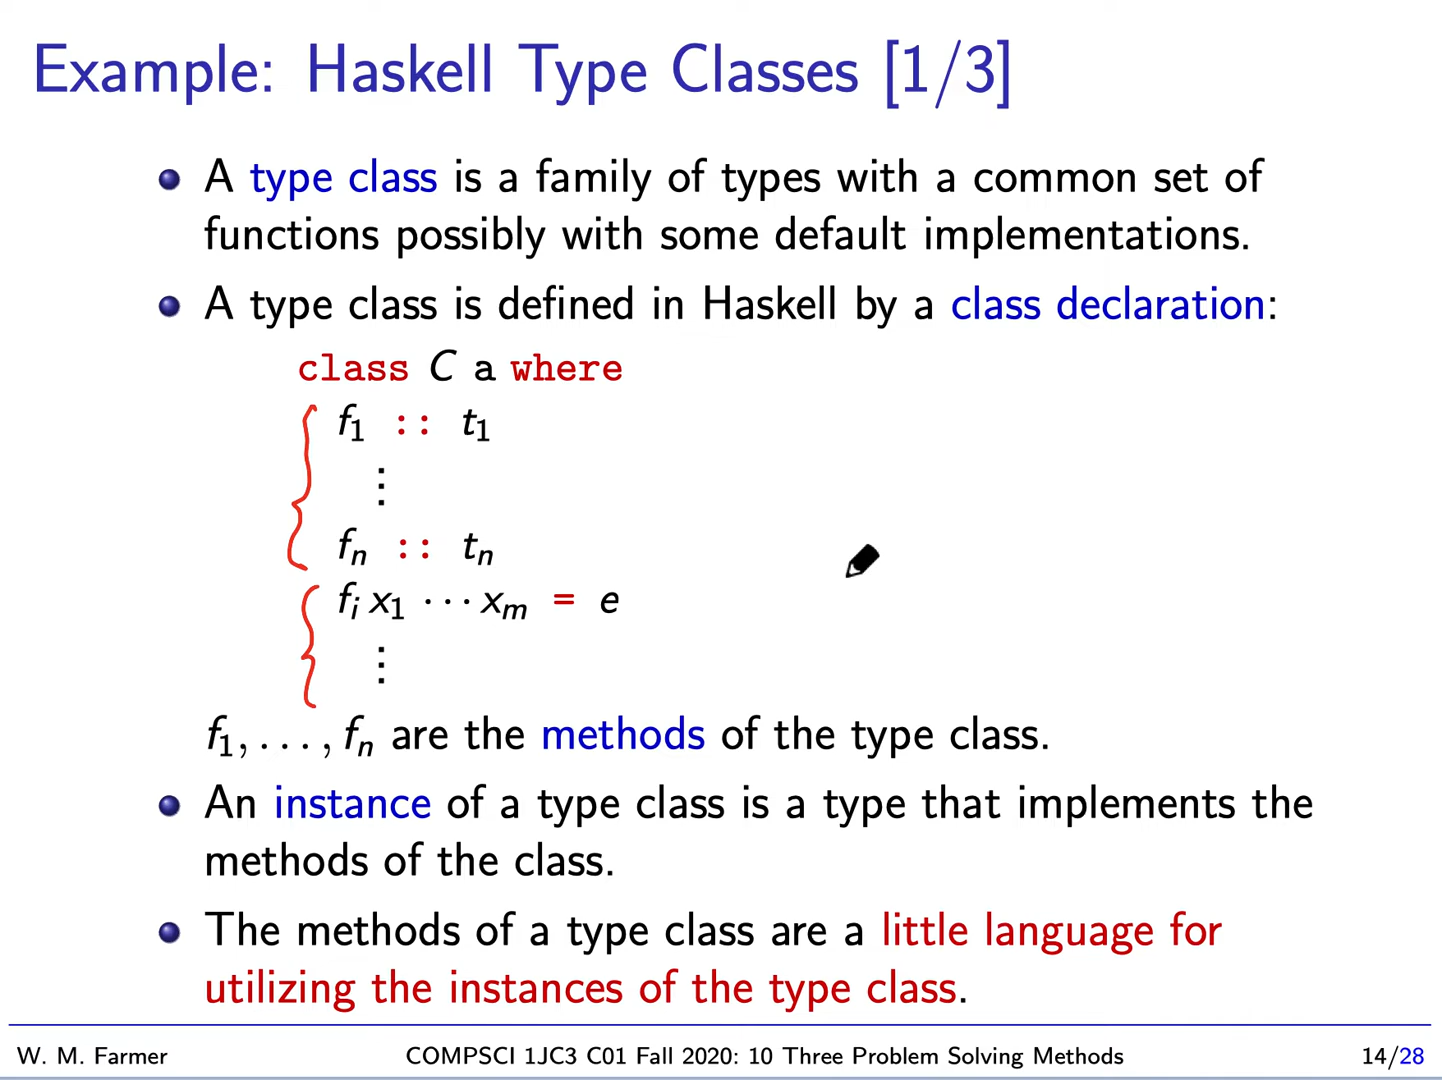 Example: Haskell Type Classes [1/3]
A type class is a family of types with a common set of
functions possibly with some default implementations.
A type class is defined in Haskell by a class declaration:
class C a where
f₁ :: t₁
⋮
fₙ :: tₙ
fᵢ x₁ ⋯ xₘ = e
⋮
f₁, . . . , fₙ are the methods of the type class.
An instance of a type class is a type that implements the
methods of the class.
The methods of a type class are a little language for
utilizing the instances of the type class.
W. M. Farmer COMPSCI 1JC3 C01 Fall 2020: 10 Three Problem Solving Methods 14/28